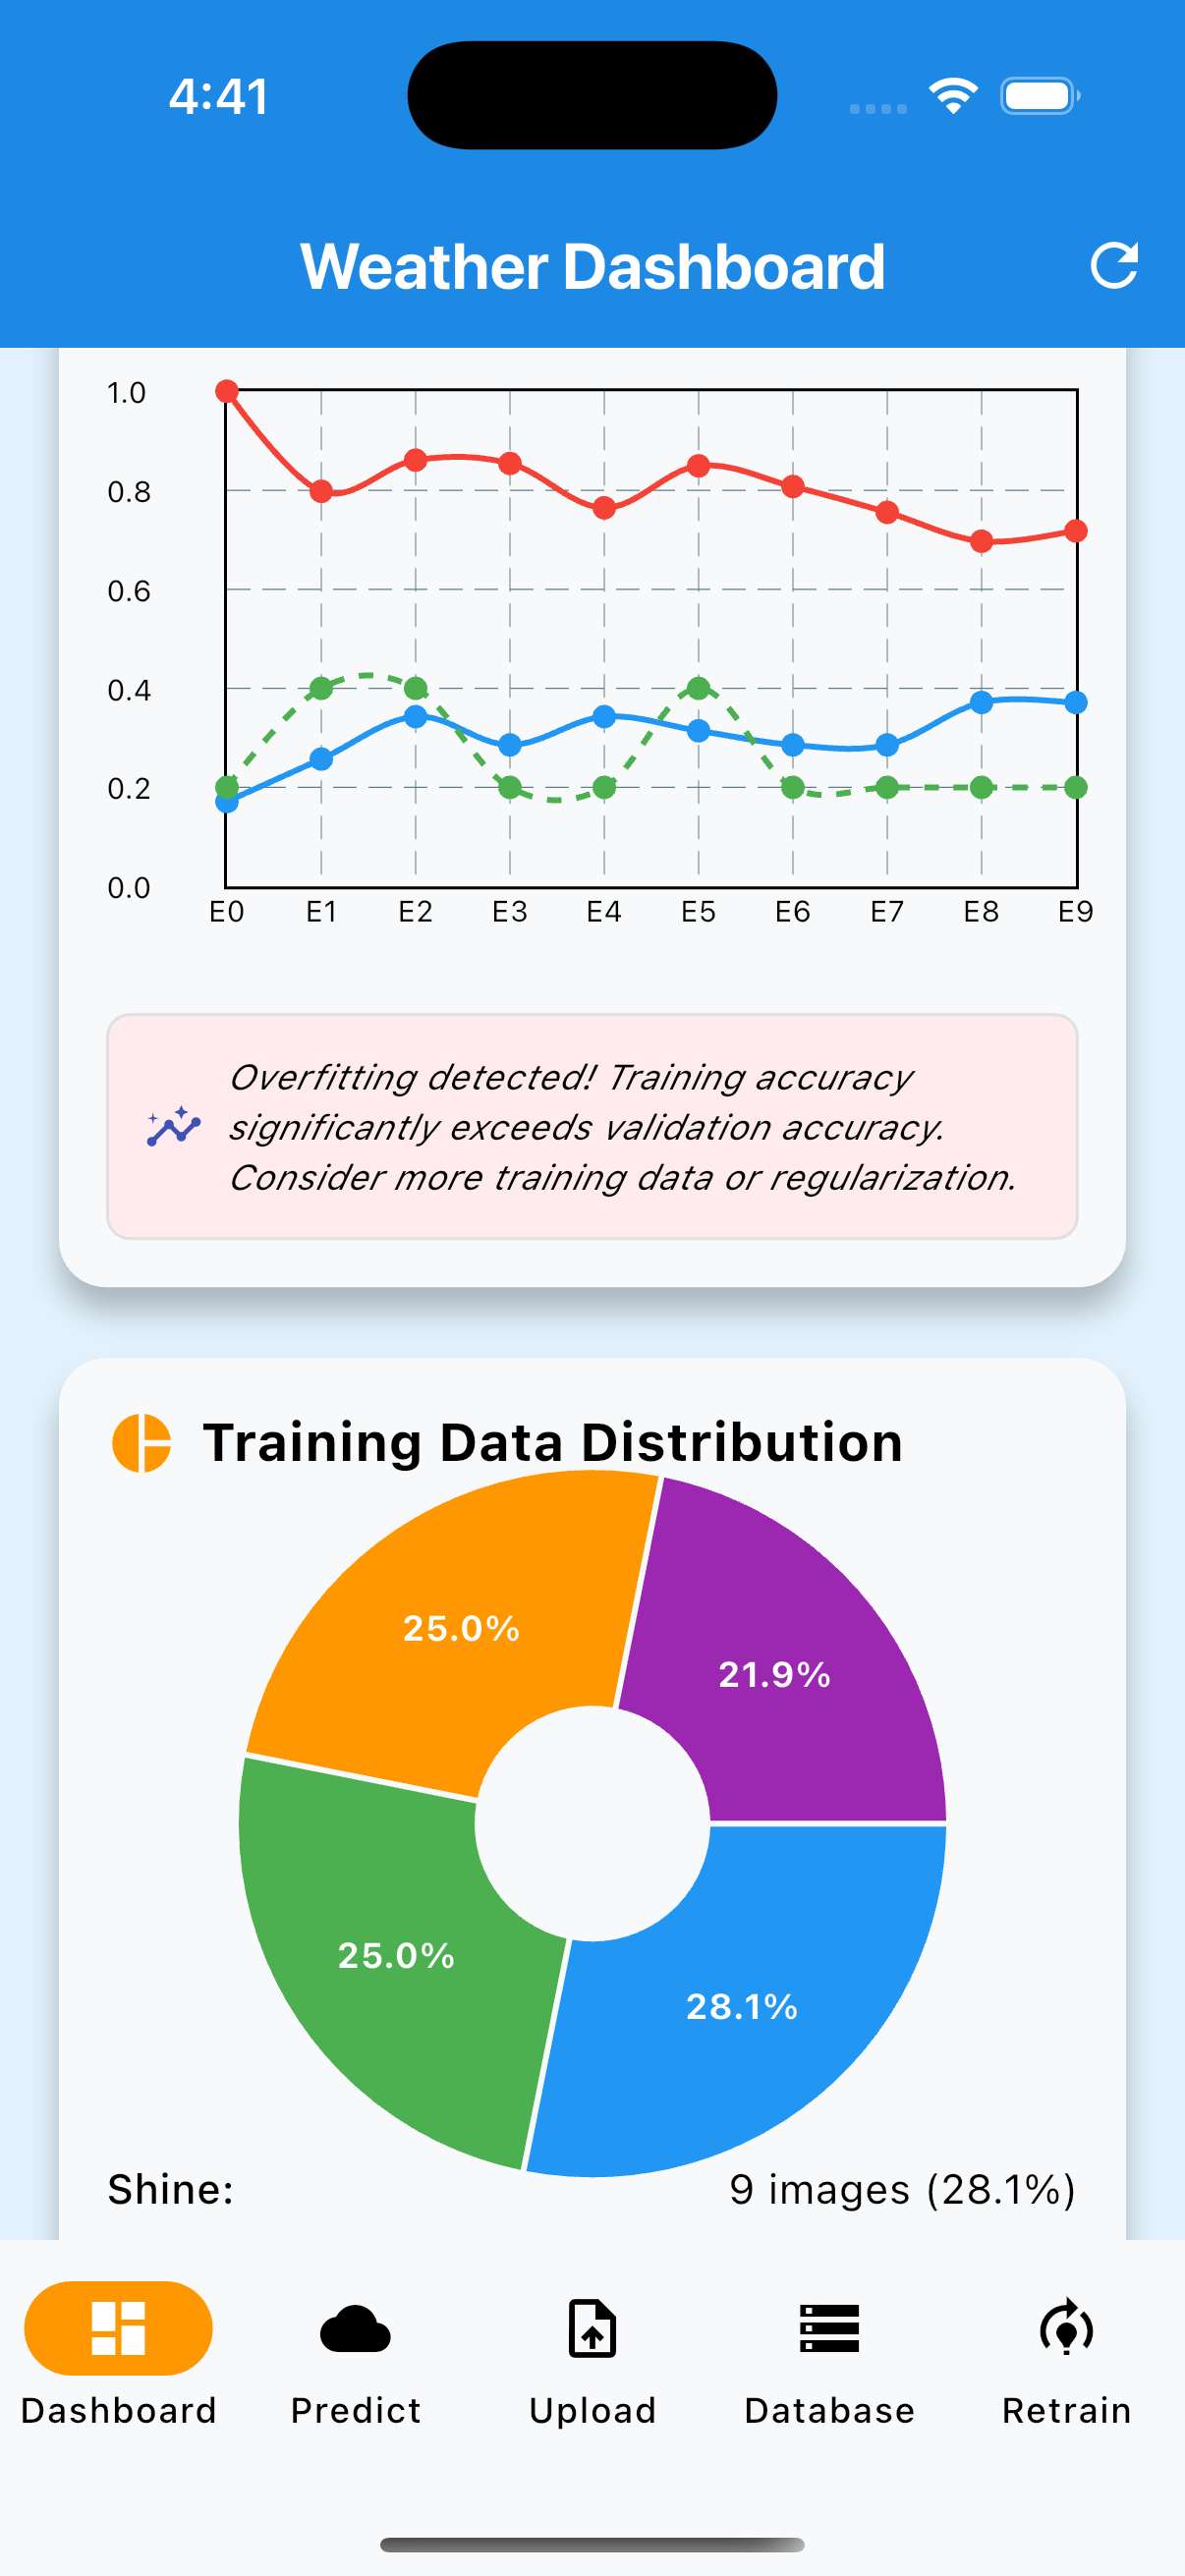 4:41
Weather Dashboard
1.0
0.8
0.6
0.4
0.2
0.0
E0 E1 E2 E3 E4 E5 E6 E7 E8 E9
Overfitting detected! Training accuracy
significantly exceeds validation accuracy.
Consider more training data or regularization.
Training Data Distribution
25.0%
21.9%
25.0%
28.1%
Shine: 9 images (28.1%)
Dashboard Predict Upload Database Retrain